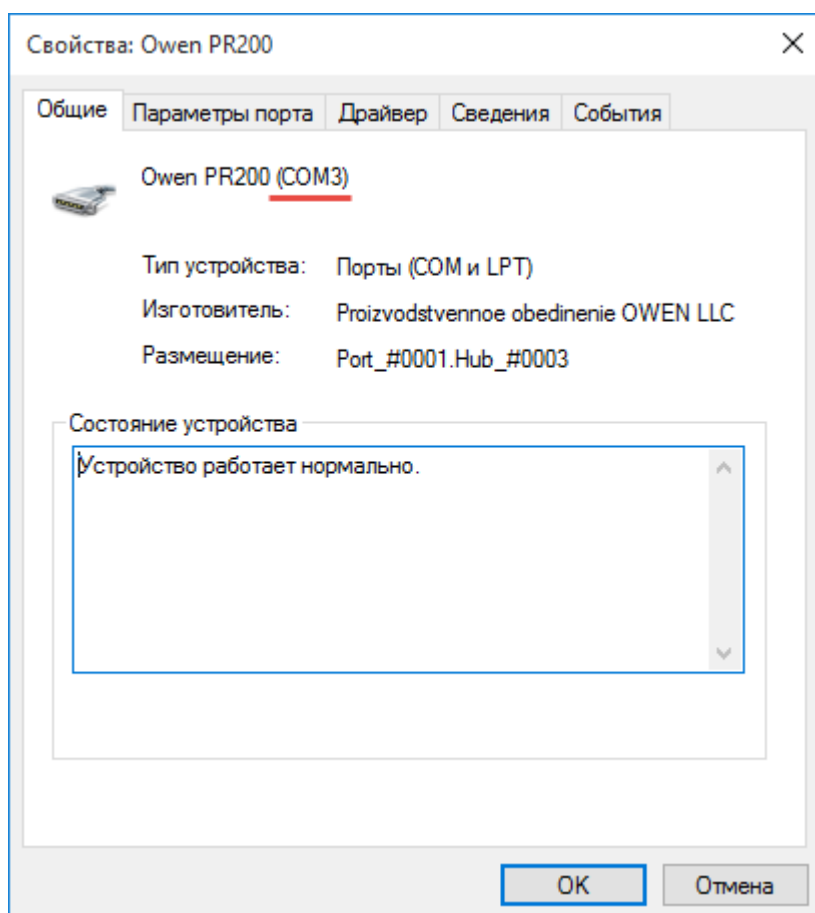 Свойства: Owen PR200
Общие Параметры порта Драйвер Сведения События
Owen PR200 (COM3)
Тип устройства: Порты (COM и LPT)
Изготовитель: Proizvodstvennoe obedinenie OWEN LLC
Размещение: Port_#0001.Hub_#0003
Состояние устройства
Устройство работает нормально.
OK Отмена